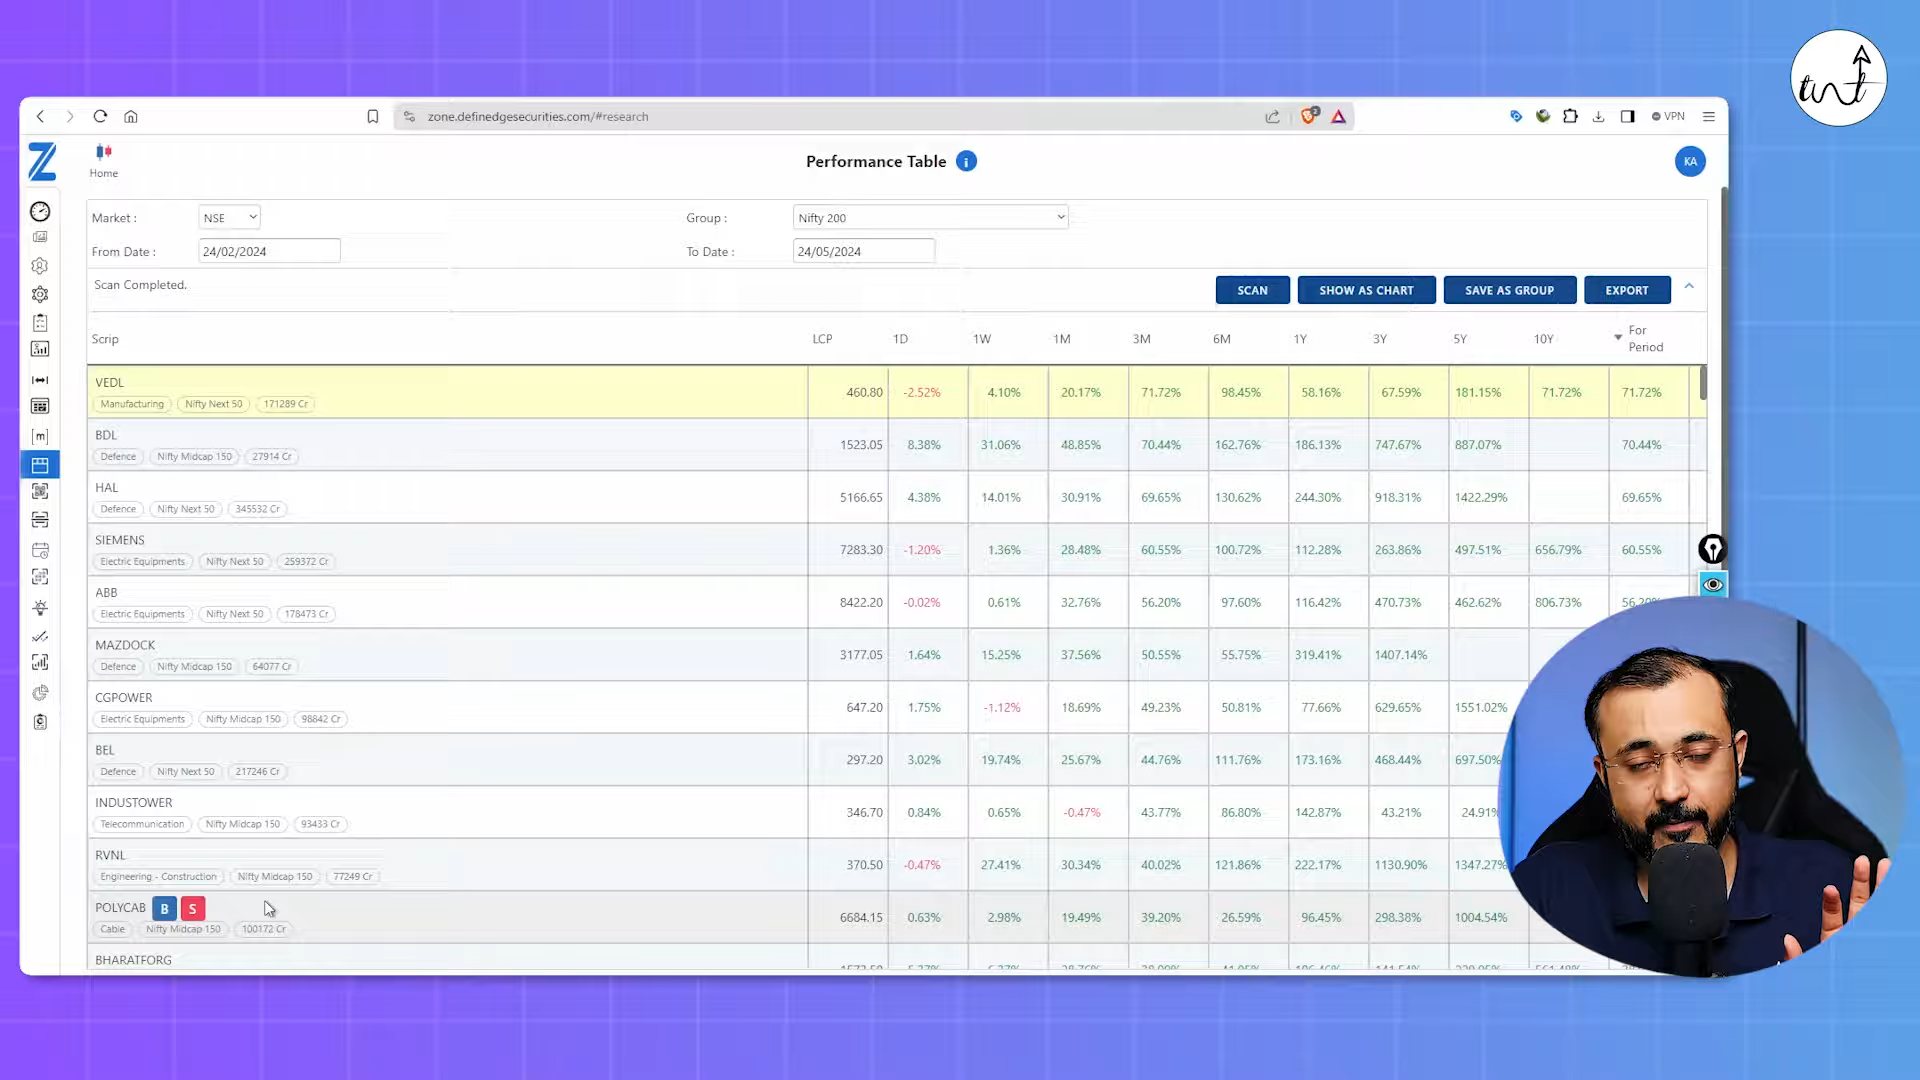 twt
zone.definedgesecurities.com/#research
2
VPN
Home
Performance Table i
KA
Market : NSE Group : Nifty 200
From Date : 24/02/2024 To Date : 24/05/2024
Scan Completed. SCAN SHOW AS CHART SAVE AS GROUP EXPORT
Scrip LCP 1D 1W 1M 3M 6M 1Y 3Y 5Y 10Y For Period
VEDL
Manufacturing Nifty Next 50 171289 Cr
460.80 -2.52% 4.10% 20.17% 71.72% 98.45% 58.16% 67.59% 181.15% 71.72% 71.72%
BDL
Defence Nifty Midcap 150 27914 Cr
1523.05 8.38% 31.06% 48.85% 70.44% 162.76% 186.13% 747.67% 887.07% 70.44%
HAL
Defence Nifty Next 50 345532 Cr
5166.65 4.38% 14.01% 30.91% 69.65% 130.62% 244.30% 918.31% 1422.29% 69.65%
SIEMENS
Electric Equipments Nifty Next 50 259372 Cr
7283.30 -1.20% 1.36% 28.48% 60.55% 100.72% 112.28% 263.86% 497.51% 656.79% 60.55%
ABB
Electric Equipments Nifty Next 50 178473 Cr
8422.20 -0.02% 0.61% 32.76% 56.20% 97.60% 116.42% 470.73% 462.62% 806.73% 56.20%
MAZDOCK
Defence Nifty Midcap 150 64077 Cr
3177.05 1.64% 15.25% 37.56% 50.55% 55.75% 319.41% 1407.14%
CGPOWER
Electric Equipments Nifty Midcap 150 98842 Cr
647.20 1.75% -1.12% 18.69% 49.23% 50.81% 77.66% 629.65% 1551.02%
BEL
Defence Nifty Next 50 217246 Cr
297.20 3.02% 19.74% 25.67% 44.76% 111.76% 173.16% 468.44% 697.50%
INDUSTOWER
Telecommunication Nifty Midcap 150 93433 Cr
346.70 0.84% 0.65% -0.47% 43.77% 86.80% 142.87% 43.21% 24.91%
RVNL
Engineering - Construction Nifty Midcap 150 77249 Cr
370.50 -0.47% 27.41% 30.34% 40.02% 121.86% 222.17% 1130.90% 1347.27%
POLYCAB B S
Cable Nifty Midcap 150 100172 Cr
6684.15 0.63% 2.98% 19.49% 39.20% 26.59% 96.45% 298.38% 1004.54%
BHARATFORG